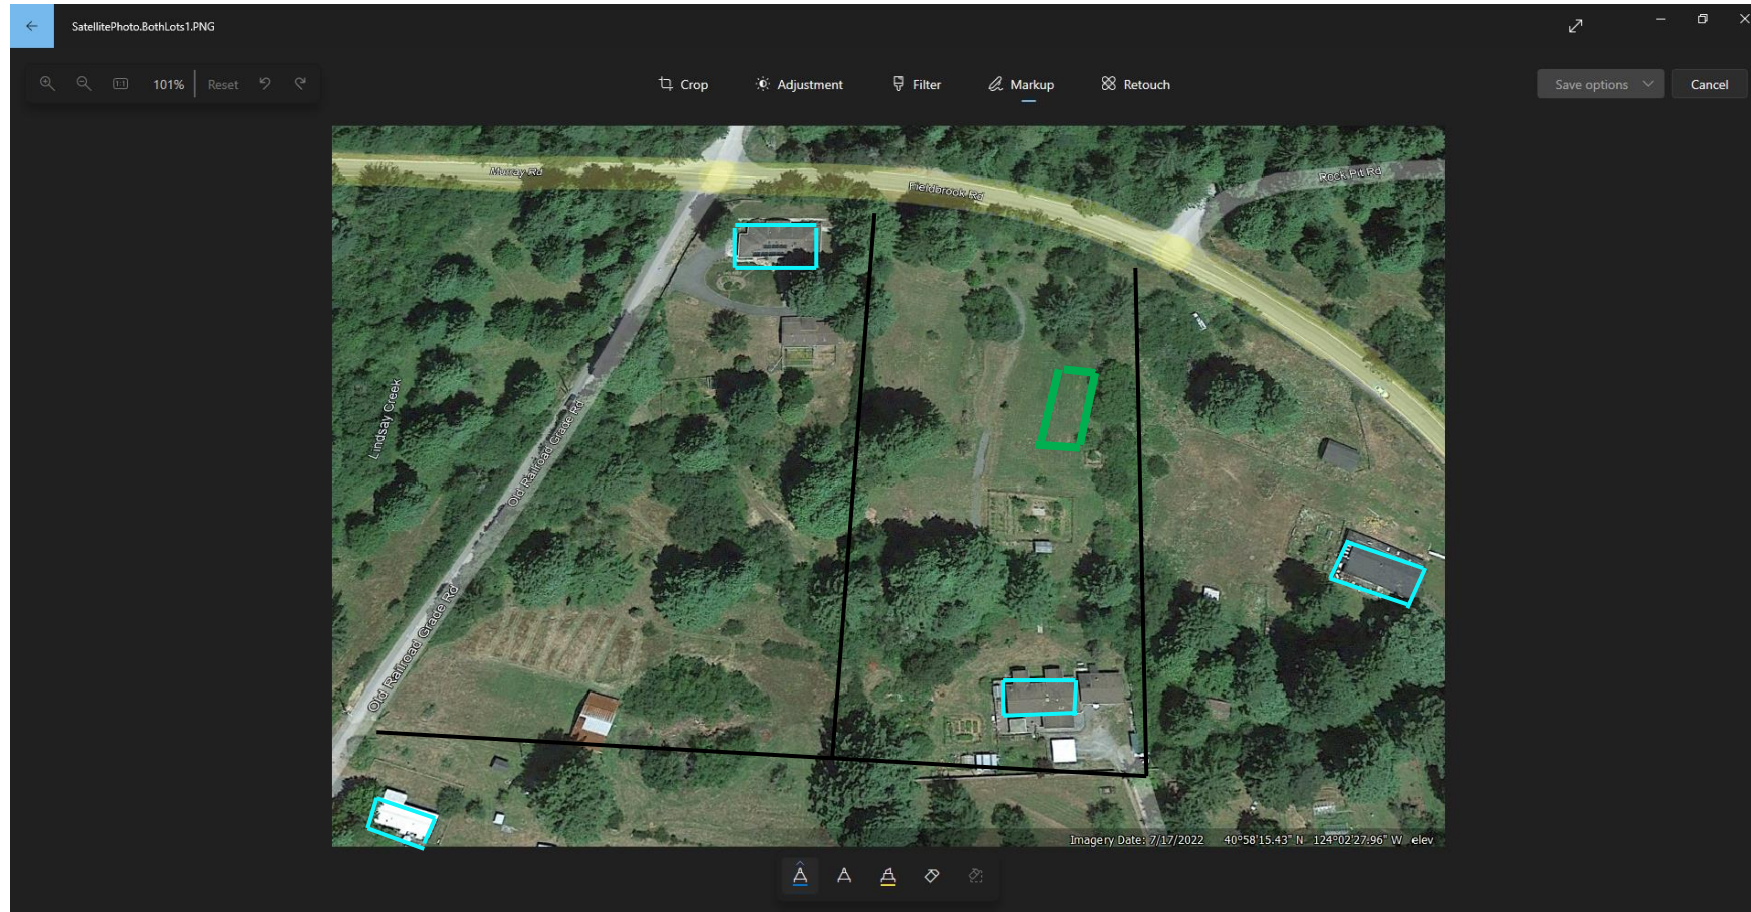 SatellitePhoto.BothLots1.PNG
101%
Reset
Crop
Adjustment
Filter
Markup
Retouch
Save options
Cancel
Murray Rd
Fieldbrook Rd
Rock Pit Rd
Lindsay Creek
Old Railroad Grade Rd
Old Railroad Grade Rd
Imagery Date: 7/17/2022 40°58'15.43" N 124°02'27.96" W elev